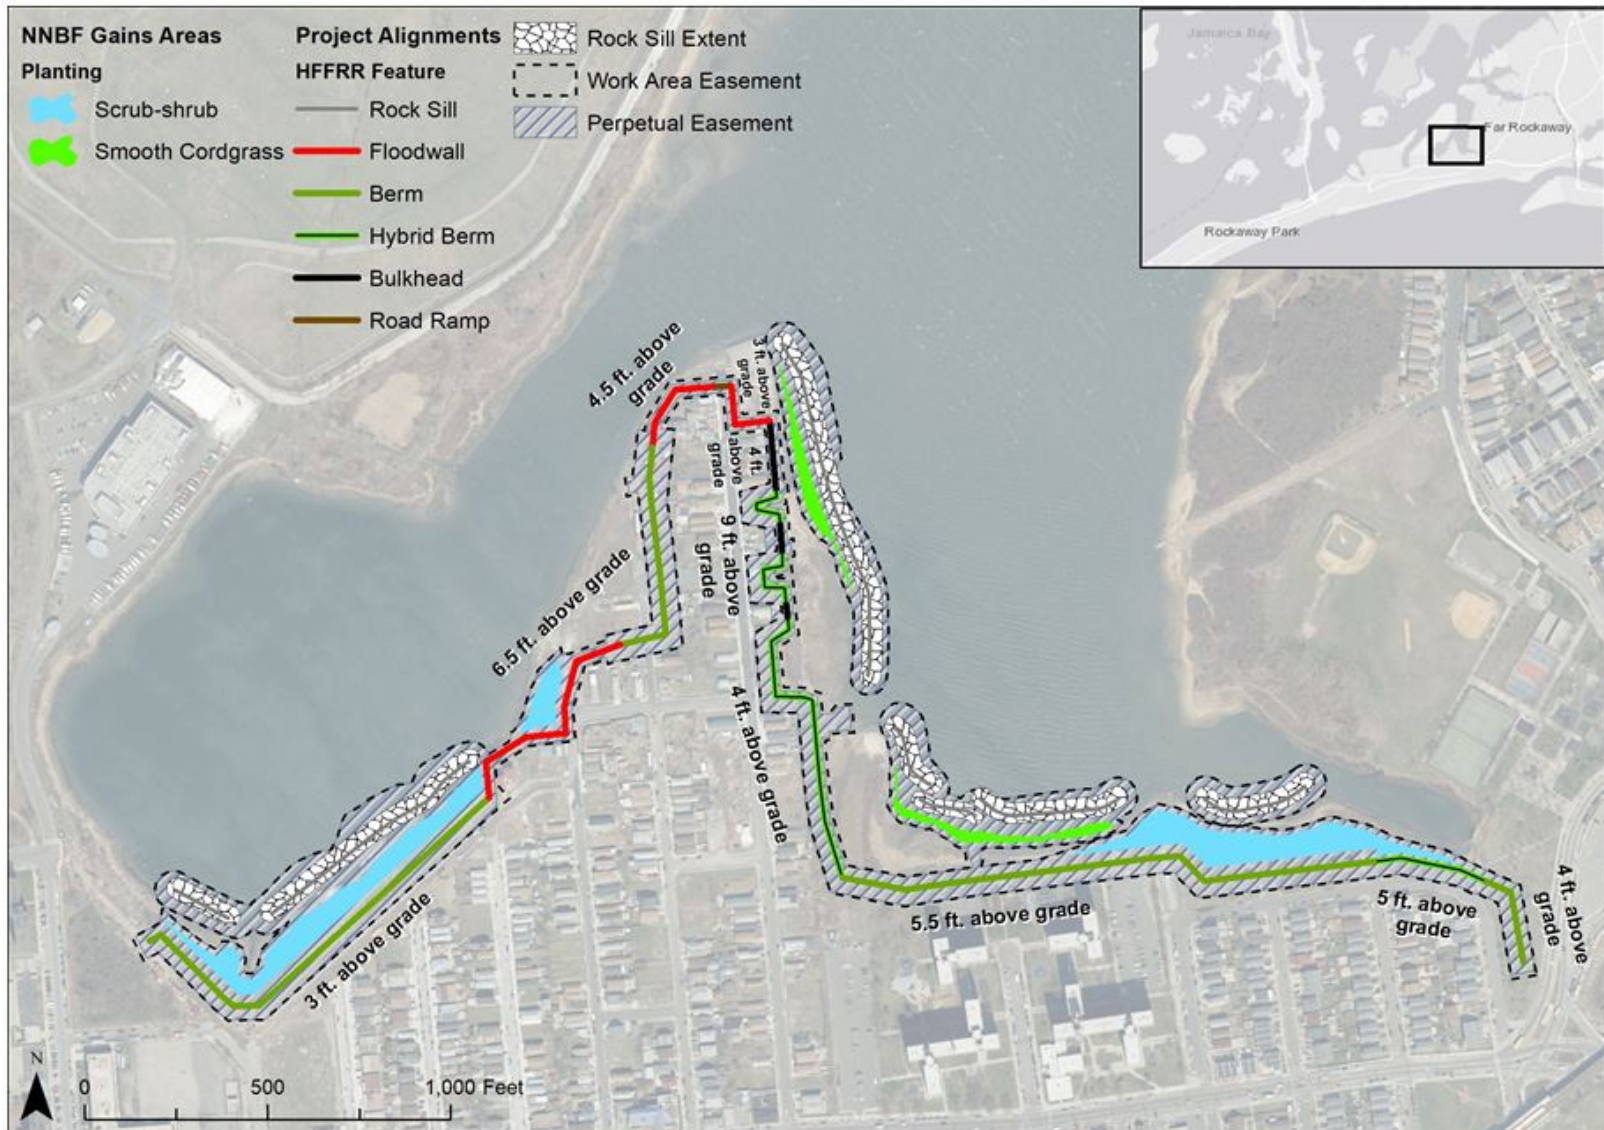 NNBF Gains Areas
Planting
Scrub-shrub
Smooth Cordgrass
Project Alignments
HFFRR Feature
Rock Sill
Floodwall
Berm
Hybrid Berm
Bulkhead
Road Ramp
Rock Sill Extent
Work Area Easement
Perpetual Easement
Jamaica Bay
Far Rockaway
Rockaway Park
4.5 ft. above
grade
3 ft. above
grade
4 ft.
above
grade
9 ft. above
grade
6.5 ft. above grade
4 ft. above grade
3 ft. above grade
5.5 ft. above grade
5 ft. above
grade
4 ft. above
grade
N
0 500 1,000 Feet